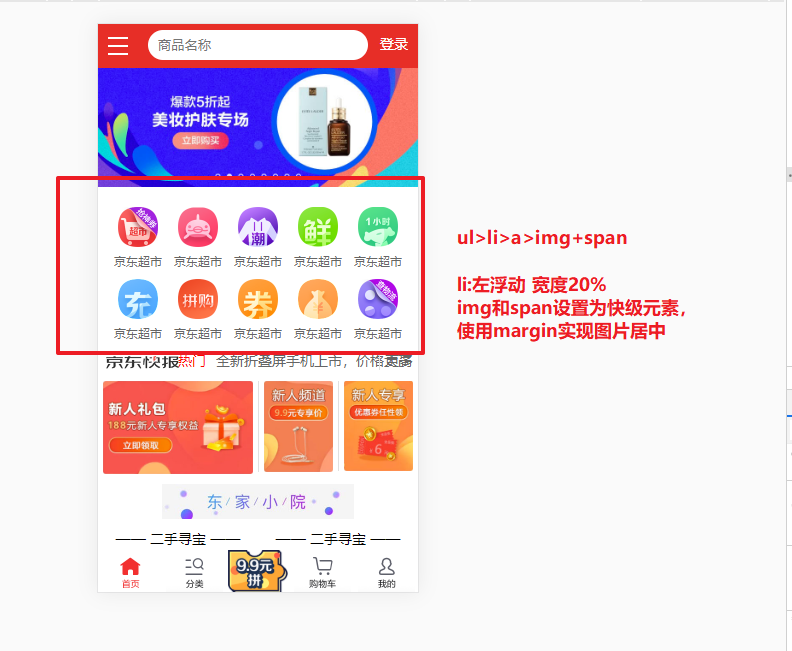 商品名称
登录
爆款5折起
美妆护肤专场
立即购买
抢神券
超市
潮
鲜
1小时
京东超市 京东超市 京东超市 京东超市 京东超市
充
拼购
券
京东超市 京东超市 京东超市 京东超市 京东超市
ul>li>a>img+span
li:左浮动 宽度20%
img和span设置为快级元素，
使用margin实现图片居中
京东快报
热门
全新折叠屏手机上市，价格
新人礼包
188元新人专享权益
立即领取
新人频道
9.9元专享价
新人专享
优惠券任性领
6
东/家/小/院
—— 二手寻宝 ——
—— 二手寻宝 ——
首页
分类
9.9元
拼
购物车
我的